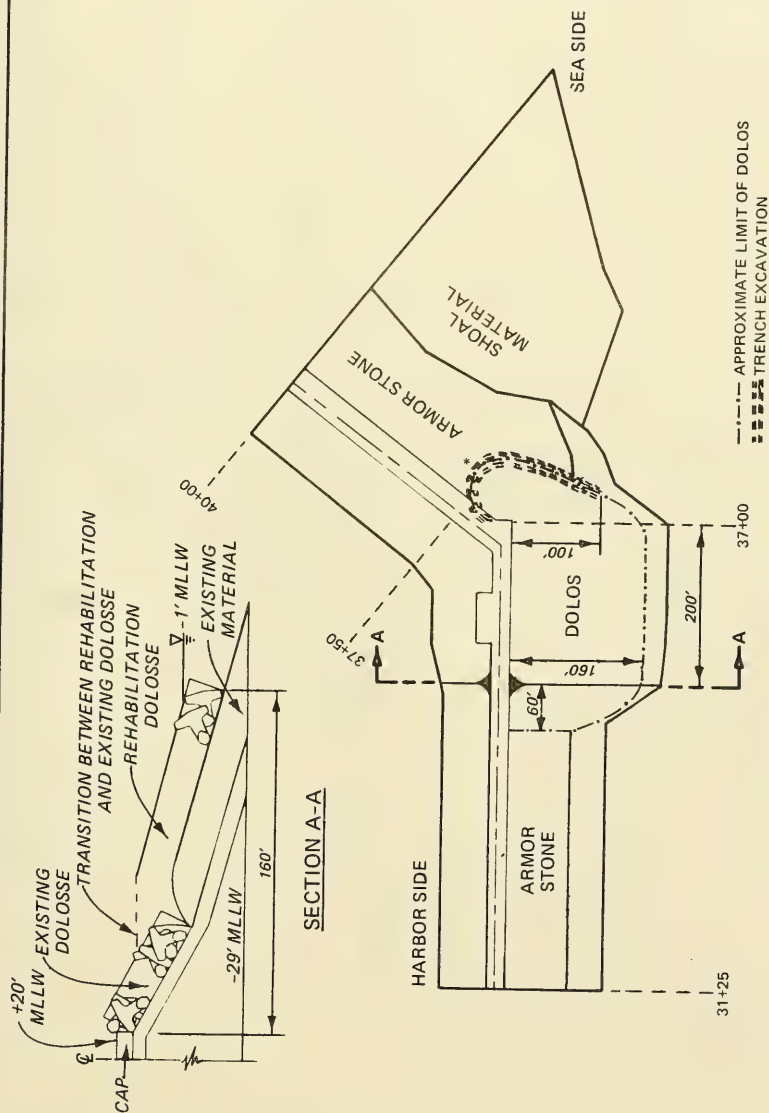 ℄
+20'
MLLW
EXISTING
DOLOSSE
CAP
TRANSITION BETWEEN REHABILITATION
AND EXISTING DOLOSSE
REHABILITATION
DOLOSSE
-1' MLLW
EXISTING
MATERIAL
-29' MLLW
160'
SECTION A-A
HARBOR SIDE
ARMOR
STONE
31+25
A
A
60'
160'
DOLOS
100'
200'
37+00
37+50
40+00
*
ARMOR STONE
SHOAL
MATERIAL
SEA SIDE
APPROXIMATE LIMIT OF DOLOS
TRENCH EXCAVATION